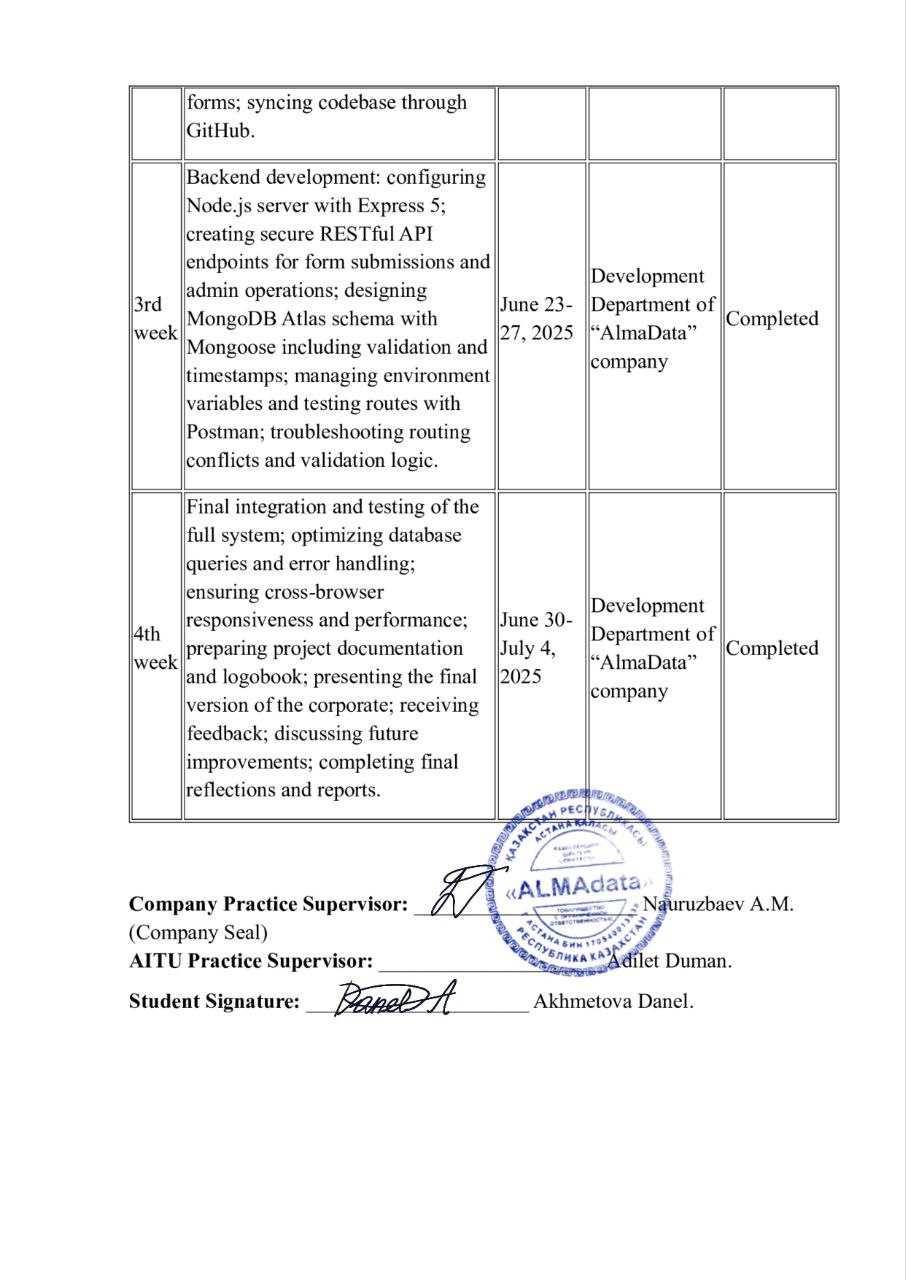 forms; syncing codebase through
GitHub.
3rd
week
Backend development: configuring
Node.js server with Express 5;
creating secure RESTful API
endpoints for form submissions and
admin operations; designing
MongoDB Atlas schema with
Mongoose including validation and
timestamps; managing environment
variables and testing routes with
Postman; troubleshooting routing
conflicts and validation logic.
June 23-
27, 2025
Development
Department of
“AlmaData”
company
Completed
4th
week
Final integration and testing of the
full system; optimizing database
queries and error handling;
ensuring cross-browser
responsiveness and performance;
preparing project documentation
and logobook; presenting the final
version of the corporate; receiving
feedback; discussing future
improvements; completing final
reflections and reports.
June 30-
July 4,
2025
Development
Department of
“AlmaData”
company
Completed
ҚАЗАҚСТАН РЕСПУБЛИКАСЫ
АСТАНА ҚАЛАСЫ
«ALMAdata»
ТОВАРИЩЕСТВО
С ОГРАНИЧЕННОЙ
ОТВЕТСТВЕННОСТЬЮ
Г. АСТАНА БИН
РЕСПУБЛИКА КАЗАХСТАН
Company Practice Supervisor: Nauruzbaev A.M.
(Company Seal)
AITU Practice Supervisor: Adilet Duman.
Student Signature: Danel A Akhmetova Danel.